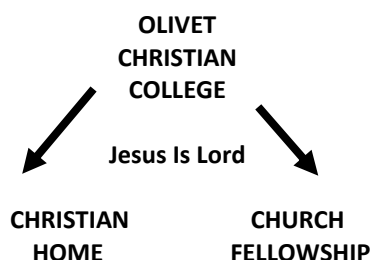 OLIVET
CHRISTIAN
COLLEGE
Jesus Is Lord
CHRISTIAN
HOME
CHURCH
FELLOWSHIP